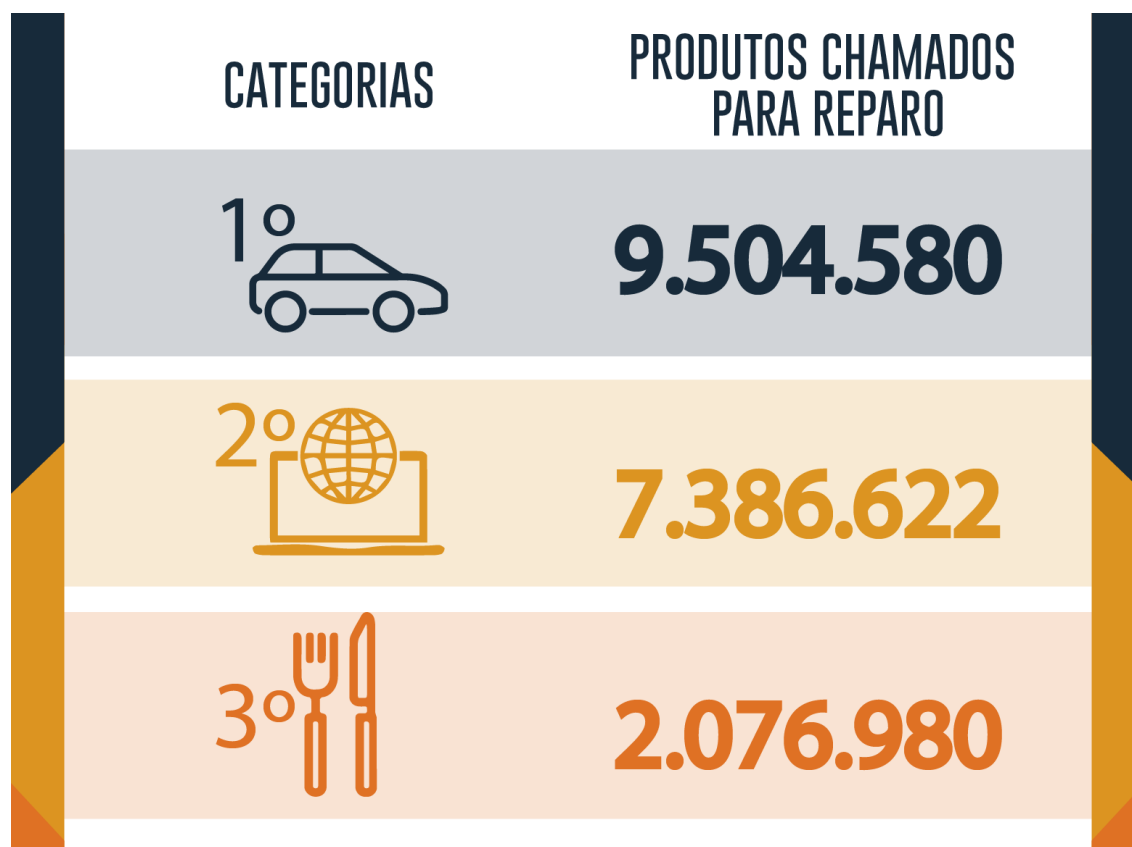 CATEGORIAS
PRODUTOS CHAMADOS
PARA REPARO
1º
9.504.580
2º
7.386.622
3º
2.076.980